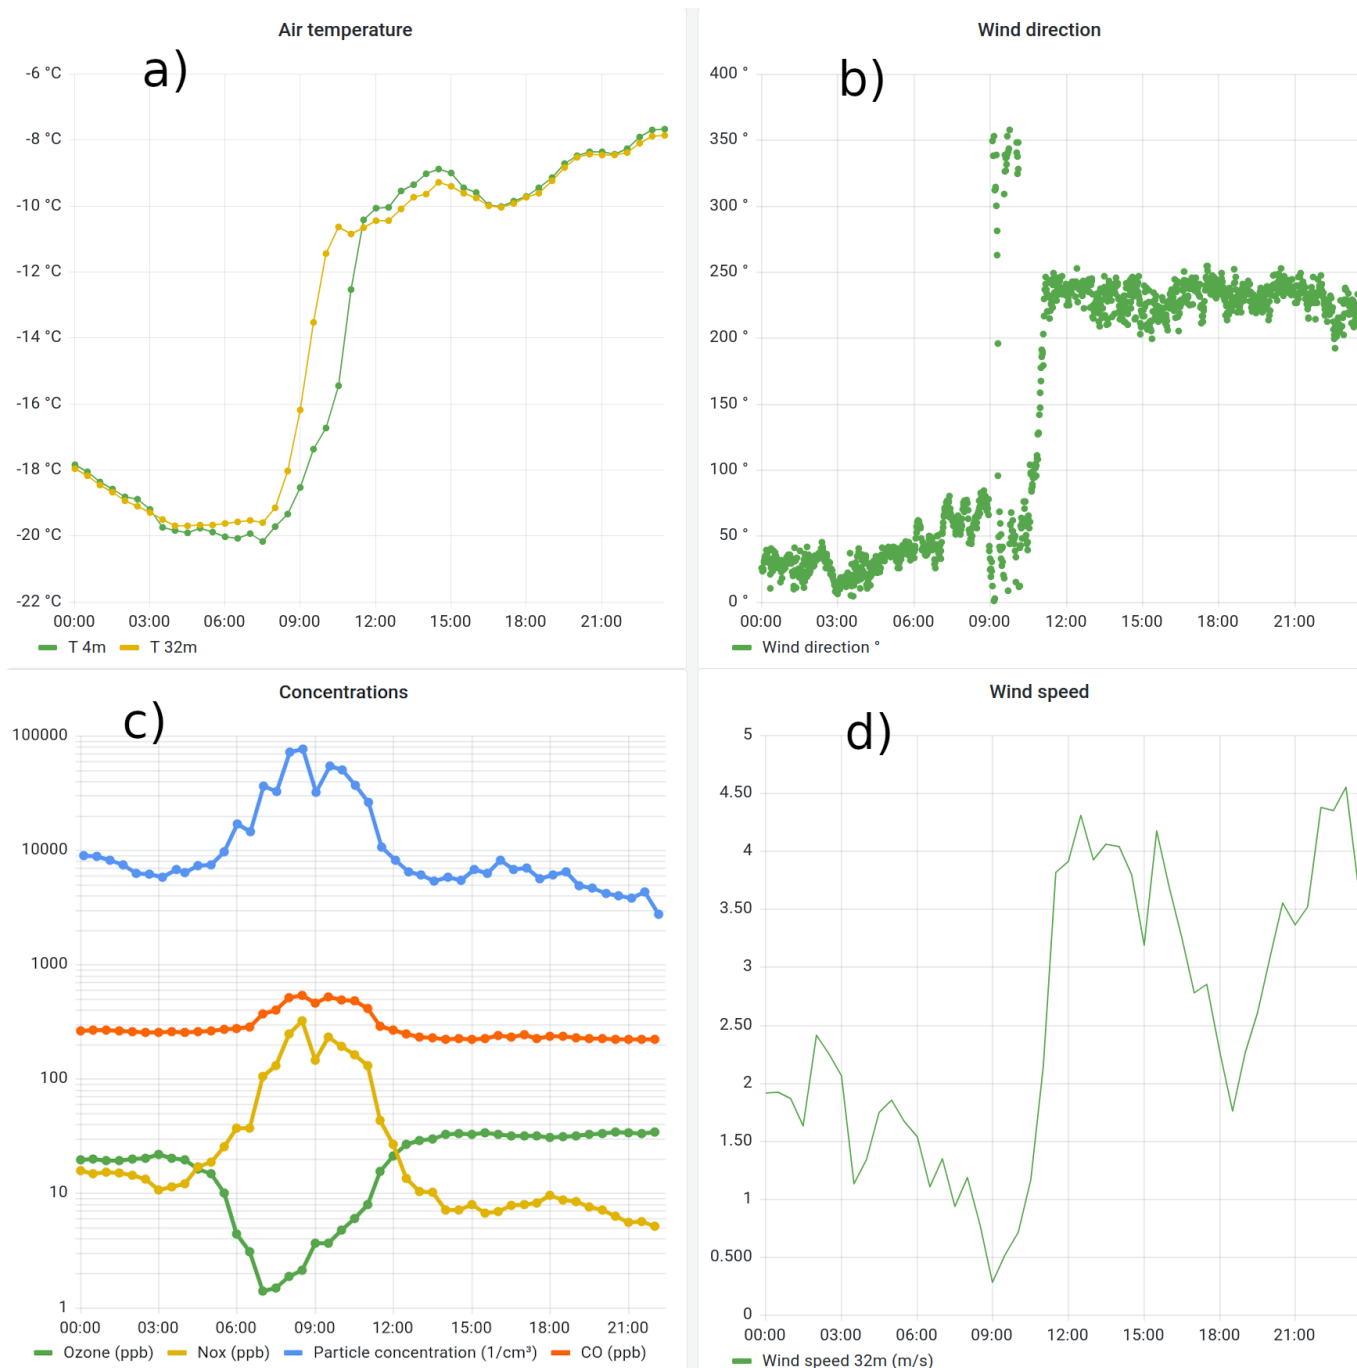 Air temperature
a)
-6 °C
-8 °C
-10 °C
-12 °C
-14 °C
-16 °C
-18 °C
-20 °C
-22 °C
00:00 03:00 06:00 09:00 12:00 15:00 18:00 21:00
T 4m T 32m
Wind direction
b)
400 °
350 °
300 °
250 °
200 °
150 °
100 °
50 °
0 °
00:00 03:00 06:00 09:00 12:00 15:00 18:00 21:00
Wind direction °
Concentrations
c)
100000
10000
1000
100
10
1
00:00 03:00 06:00 09:00 12:00 15:00 18:00 21:00
Ozone (ppb) Nox (ppb) Particle concentration (1/cm³) CO (ppb)
Wind speed
d)
5
4.50
4
3.50
3
2.50
2
1.50
1
0.500
0
00:00 03:00 06:00 09:00 12:00 15:00 18:00 21:00
Wind speed 32m (m/s)